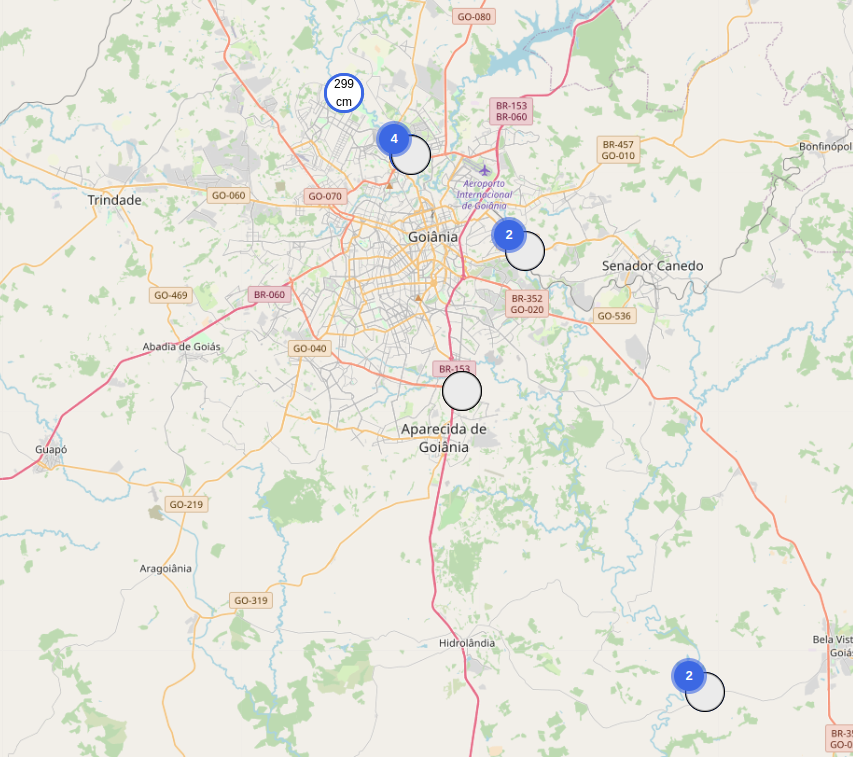 GO-080
299
cm
BR-153
BR-060
4
BR-457
GO-010
Bonfinópol
Aeroporto
Internacional
de Goiânia
Trindade
GO-060
GO-070
Goiânia
2
Senador Canedo
GO-469
BR-060
BR-352
GO-020
GO-536
Abadia de Goiás
GO-040
BR-153
Aparecida de
Goiânia
Guapó
GO-219
Aragoiânia
GO-319
Hidrolândia
Bela Vist
Goiá
2
BR-35
GO-0